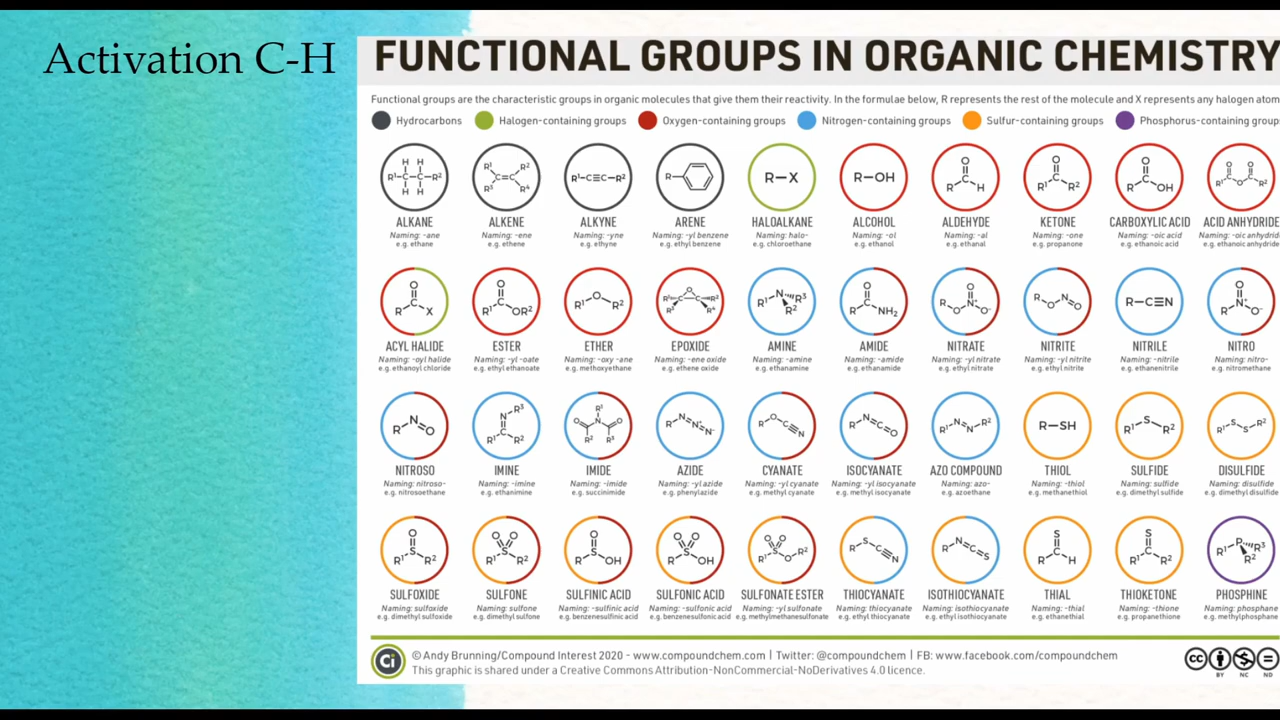 Activation C-H
FUNCTIONAL GROUPS IN ORGANIC CHEMISTRY
Functional groups are the characteristic groups in organic molecules that give them their reactivity. In the formulae below, R represents the rest of the molecule and X represents any halogen atom
Hydrocarbons Halogen-containing groups Oxygen-containing groups Nitrogen-containing groups Sulfur-containing groups Phosphorus-containing groups
ALKANE ALKENE ALKYNE ARENE HALOALKANE ALCOHOL ALDEHYDE KETONE CARBOXYLIC ACID ACID ANHYDRIDE
Naming: -ane Naming: -ene Naming: -yne Naming: -yl benzene Naming: halo- Naming: -ol Naming: -al Naming: -one Naming: -oic acid Naming: -oic anhydrid
e.g. ethane e.g. ethene e.g. ethyne e.g. ethyl benzene e.g. chloroethane e.g. ethanol e.g. ethanal e.g. propanone e.g. ethanoic acid e.g. ethanoic anhydride
ACYL HALIDE ESTER ETHER EPOXIDE AMINE AMIDE NITRATE NITRITE NITRILE NITRO
Naming: -oyl halide Naming: -yl -oate Naming: -oxy -ane Naming: -ene oxide Naming: -amine Naming: -amide Naming: -yl nitrate Naming: -yl nitrite Naming: -nitrile Naming: nitro-
e.g. ethanoyl chloride e.g. ethyl ethanoate e.g. methoxyethane e.g. ethene oxide e.g. ethanamine e.g. ethanamide e.g. ethyl nitrate e.g. ethyl nitrite e.g. ethanenitrile e.g. nitromethane
NITROSO IMINE IMIDE AZIDE CYANATE ISOCYANATE AZO COMPOUND THIOL SULFIDE DISULFIDE
Naming: nitroso- Naming: -imine Naming: -imide Naming: -yl azide Naming: -yl cyanate Naming: -yl isocyanate Naming: azo- Naming: -thiol Naming: sulfide Naming: disulfide
e.g. nitrosoethane e.g. ethanimine e.g. succinimide e.g. phenylazide e.g. methyl cyanate e.g. methyl isocyanate e.g. azoethane e.g. methanethiol e.g. dimethyl sulfide e.g. dimethyl disulfide
SULFOXIDE SULFONE SULFINIC ACID SULFONIC ACID SULFONATE ESTER THIOCYANATE ISOTHIOCYANATE THIAL THIOKETONE PHOSPHINE
Naming: sulfoxide Naming: sulfone Naming: -sulfinic acid Naming: -sulfonic acid Naming: -yl sulfonate Naming: thiocyanate Naming: isothiocyanate Naming: -thial Naming: -thione Naming: phosphane
e.g. dimethyl sulfoxide e.g. dimethyl sulfone e.g. benzenesulfinic acid e.g. benzenesulfonic acid e.g. methylmethanesulfonate e.g. ethyl thiocyanate e.g. ethyl isothiocyanate e.g. ethanethial e.g. propanethione e.g. methylphosphane
Ci © Andy Brunning/Compound Interest 2020 - www.compoundchem.com | Twitter: @compoundchem | FB: www.facebook.com/compoundchem
This graphic is shared under a Creative Commons Attribution-NonCommercial-NoDerivatives 4.0 licence.
CC BY NC ND